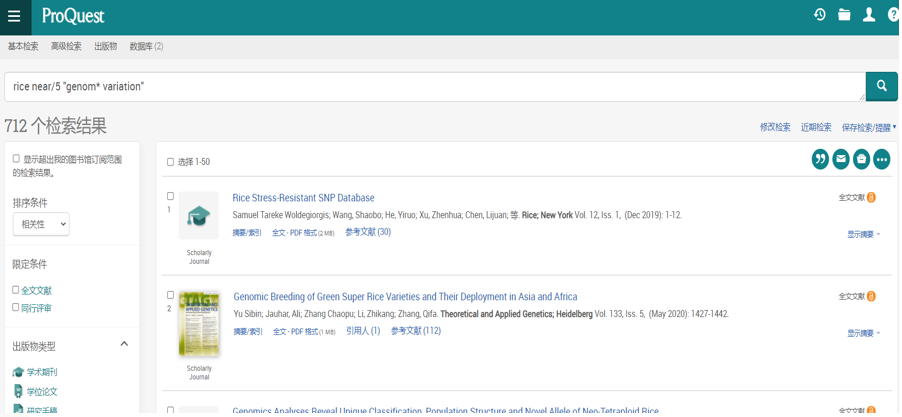 ProQuest
基本检索 高级检索 出版物 数据库 (2)
rice near/5 "genom* variation"
712 个检索结果
修改检索 近期检索 保存检索/提醒
显示超出我的图书馆订阅范围
的检索结果。
排序条件
相关性
限定条件
全文文献
同行评审
出版物类型
学术期刊
学位论文
研究手稿
选择 1-50
1
Rice Stress-Resistant SNP Database
全文文献
Samuel Tareke Woldegiorgis; Wang, Shaobo; He, Yiruo; Xu, Zhenhua; Chen, Lijuan; 等. Rice; New York Vol. 12, Iss. 1, (Dec 2019): 1-12.
摘要/索引 全文 - PDF 格式 (2 MB) 参考文献 (30)
显示摘要
Scholarly
Journal
2
Genomic Breeding of Green Super Rice Varieties and Their Deployment in Asia and Africa
全文文献
Yu Sibin; Jauhar, Ali; Zhang Chaopu; Li, Zhikang; Zhang, Qifa. Theoretical and Applied Genetics; Heidelberg Vol. 133, Iss. 5, (May 2020): 1427-1442.
摘要/索引 全文 - PDF 格式 (1 MB) 引用人 (1) 参考文献 (112)
显示摘要
TAG
Scholarly
Journal
Genomics Analyses Reveal Unique Classification, Population Structure and Novel Allele of Neo-Tetraploid Rice
全文文献